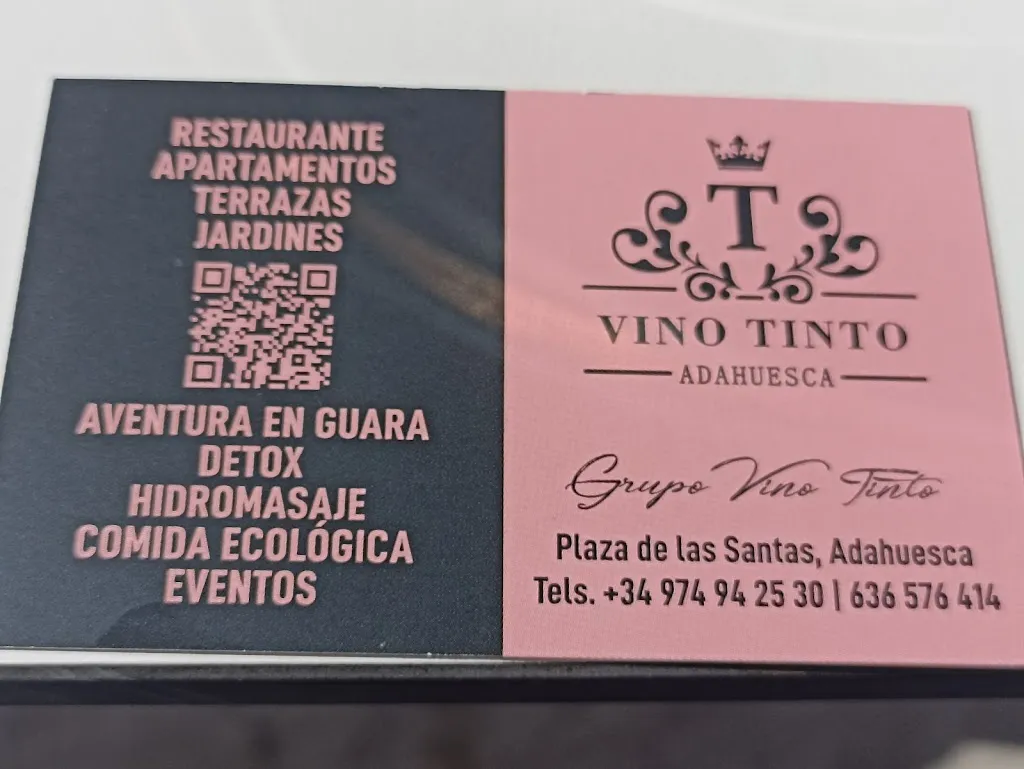 RESTAURANTE
APARTAMENTOS
TERRAZAS
JARDINES
AVENTURA EN GUARA
DETOX
HIDROMASAJE
COMIDA ECOLÓGICA
EVENTOS
T
VINO TINTO
ADAHUESCA
Grupo Vino Tinto
Plaza de las Santas, Adahuesca
Tels. +34 974 94 25 30 | 636 576 414